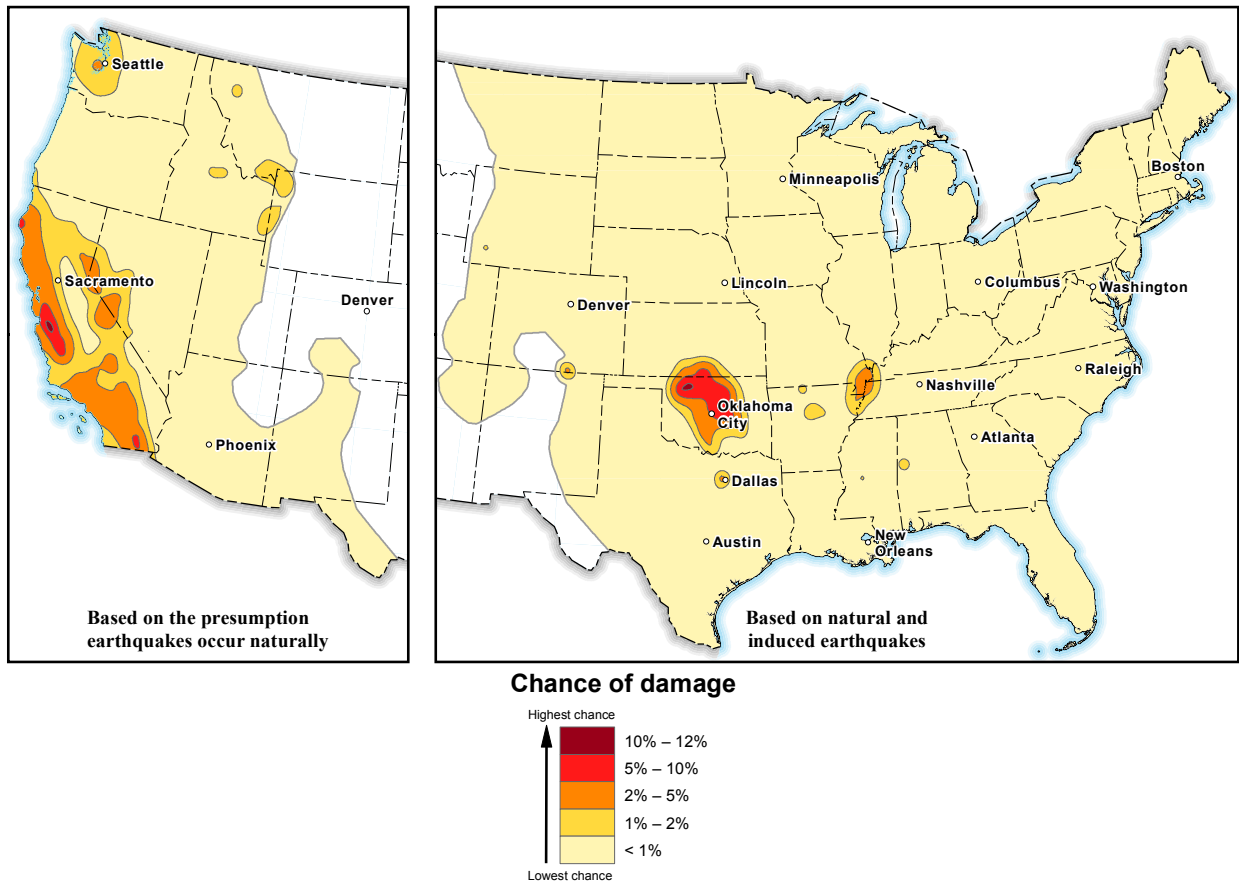 Seattle
Sacramento
Denver
Phoenix
Based on the presumption
earthquakes occur naturally
Minneapolis
Boston
Lincoln
Columbus
Washington
Denver
Raleigh
Nashville
Oklahoma
City
Atlanta
Dallas
Austin
New
Orleans
Based on natural and
induced earthquakes
Chance of damage
Highest chance
10% – 12%
5% – 10%
2% – 5%
1% – 2%
< 1%
Lowest chance